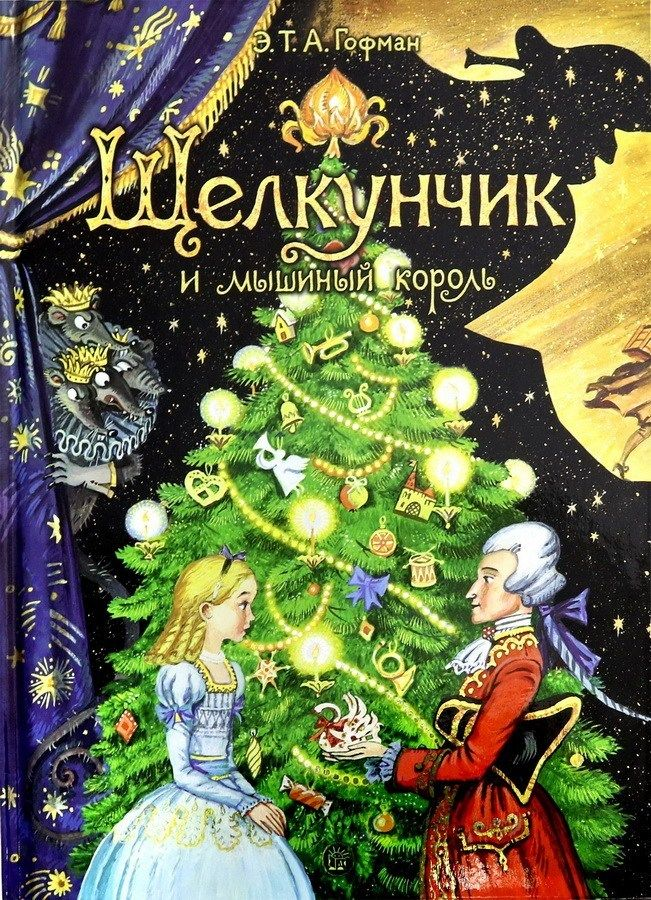 Э. Т. А. Гофман
Щелкунчик
и мышиный король